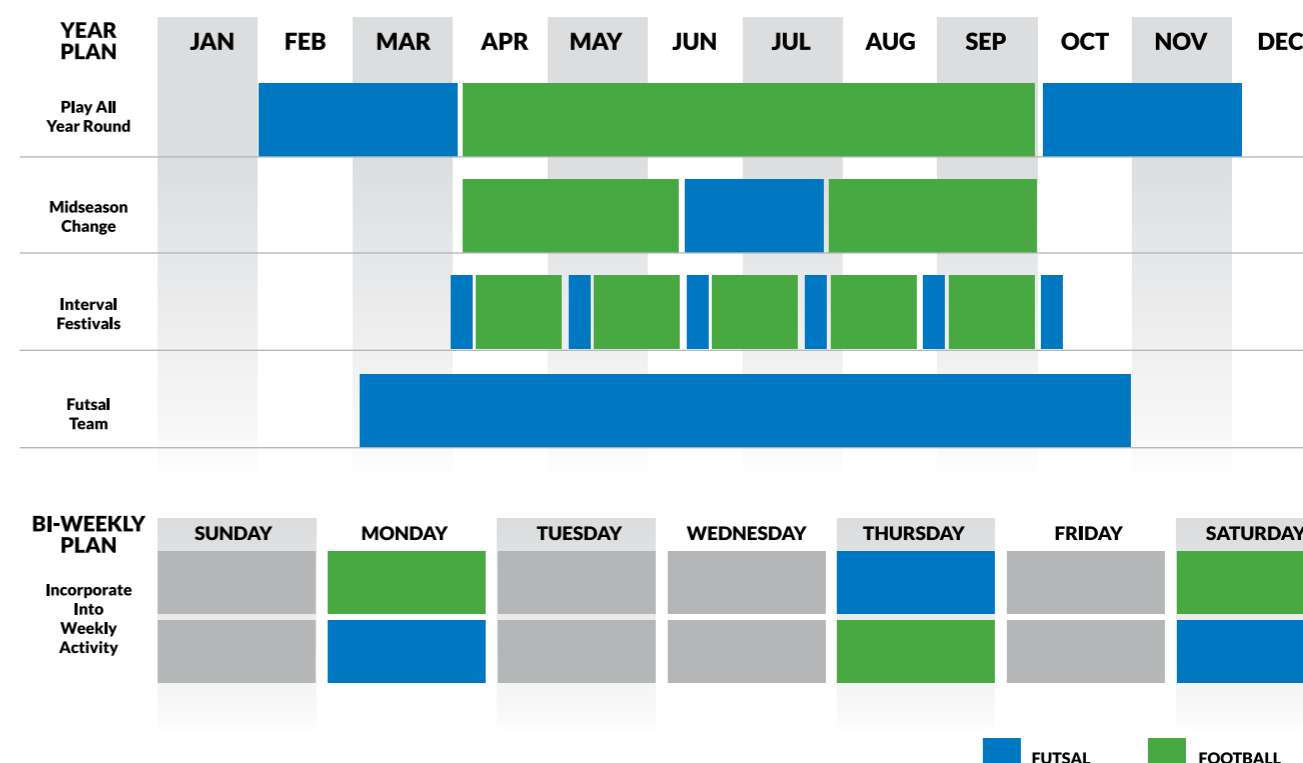 YEAR
PLAN
JAN FEB MAR APR MAY JUN JUL AUG SEP OCT NOV DEC
Play All
Year Round
Midseason
Change
Interval
Festivals
Futsal
Team
BI-WEEKLY
PLAN
SUNDAY MONDAY TUESDAY WEDNESDAY THURSDAY FRIDAY SATURDAY
Incorporate
Into
Weekly
Activity
FUTSAL FOOTBALL